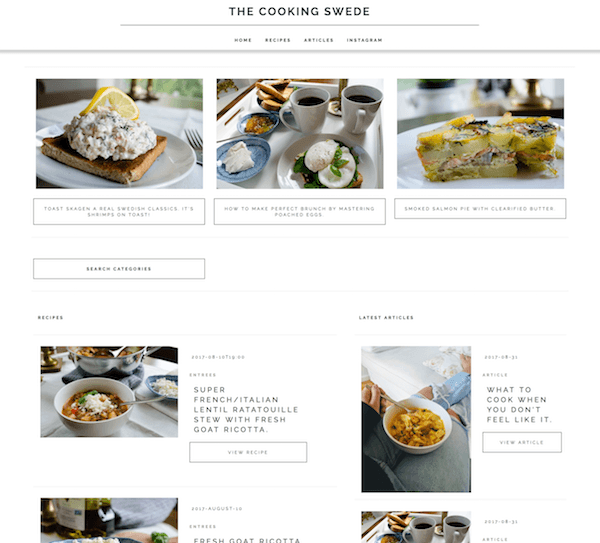 THE COOKING SWEDE
HOME RECIPES ARTICLES INSTAGRAM
TOAST SKAGEN A REAL SWEDISH CLASSICS. IT'S
SHRIMPS ON TOAST!
HOW TO MAKE PERFECT BRUNCH BY MASTERING
POACHED EGGS.
SMOKED SALMON PIE WITH CLEARIFIED BUTTER
SEARCH CATEGORIES
RECIPES
2017-08-10T19:00
ENTREES
SUPER
FRENCH/ITALIAN
LENTIL RATATOUILLE
STEW WITH FRESH
GOAT RICOTTA.
VIEW RECIPE
2017-AUGUST-10
ENTREES
FRESH GOAT RICOTTA
LATEST ARTICLES
2017-08-31
ARTICLE
WHAT TO
COOK WHEN
YOU DON'T
FEEL LIKE IT.
VIEW ARTICLE
2017-08-31
ARTICLE